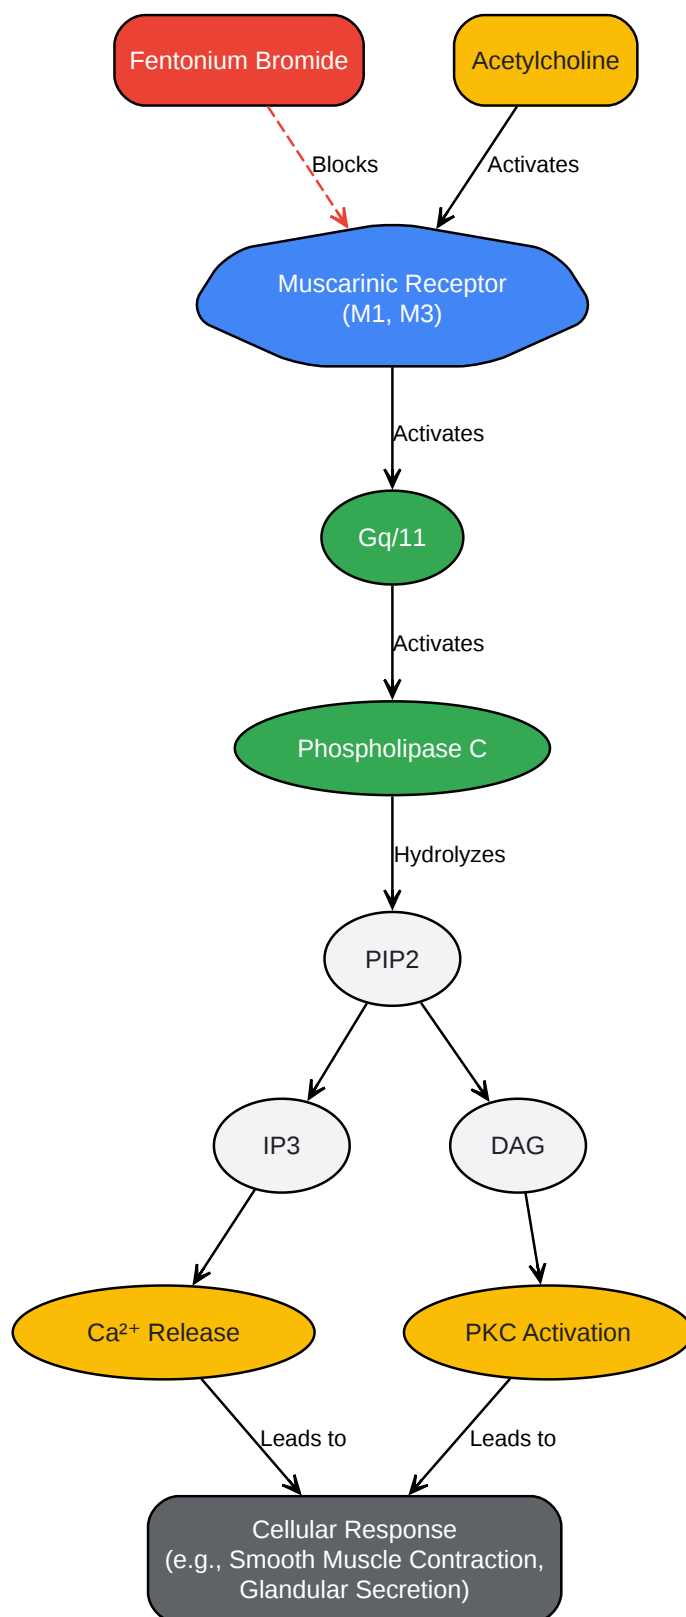 Fentonium Bromide
Acetylcholine
Blocks
Activates
Muscarinic Receptor
(M1, M3)
Activates
Gq/11
Activates
Phospholipase C
Hydrolyzes
PIP2
IP3
DAG
Ca²⁺ Release
PKC Activation
Leads to
Leads to
Cellular Response
(e.g., Smooth Muscle Contraction,
Glandular Secretion)